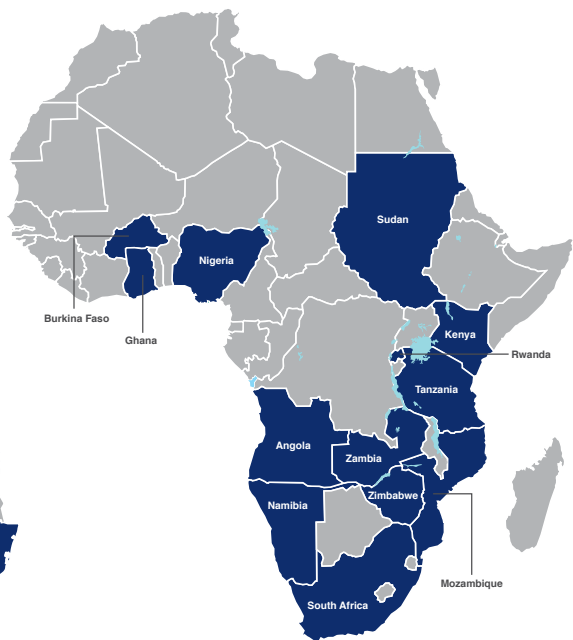 Sudan
Nigeria
Burkina Faso
Ghana
Kenya
Rwanda
Tanzania
Angola
Zambia
Zimbabwe
Namibia
Mozambique
South Africa